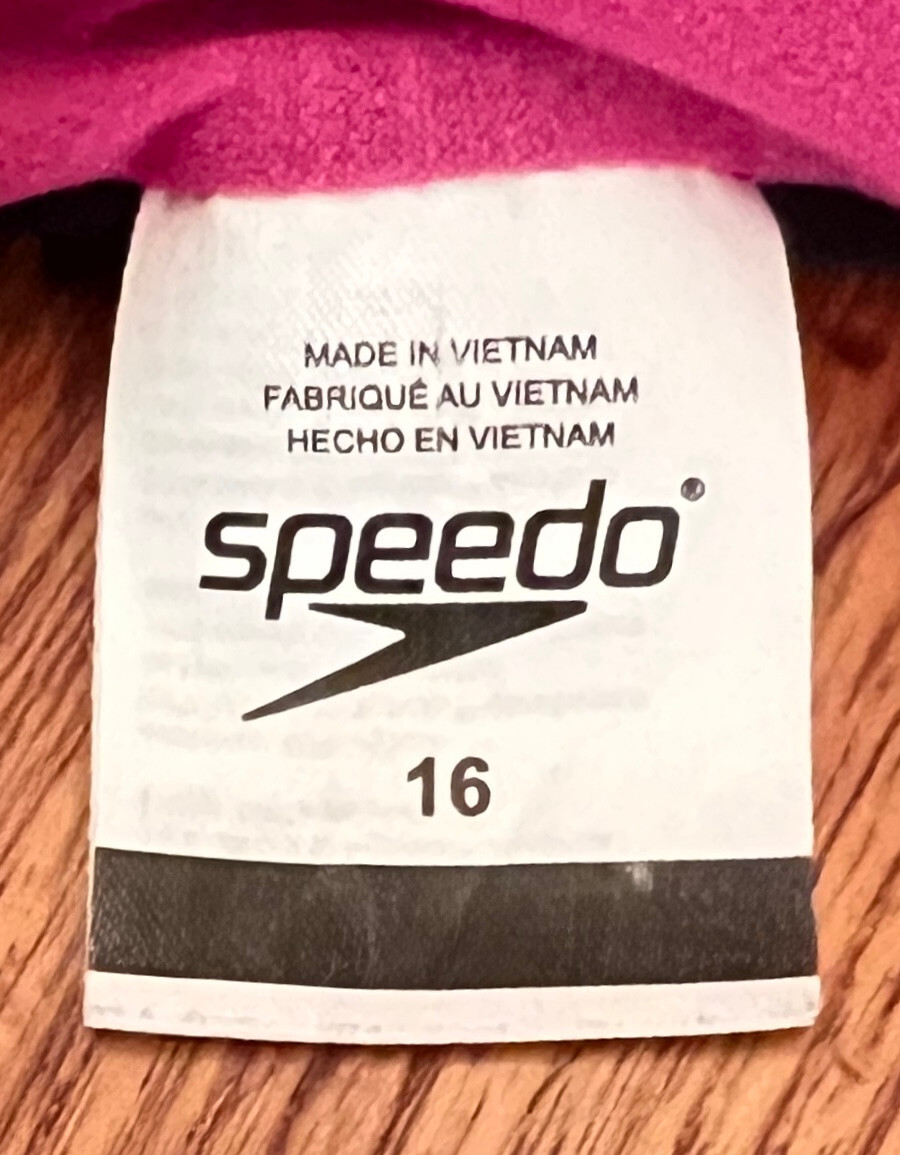 MADE IN VIETNAM
FABRIQUÉ AU VIETNAM
HECHO EN VIETNAM
speedo®
16